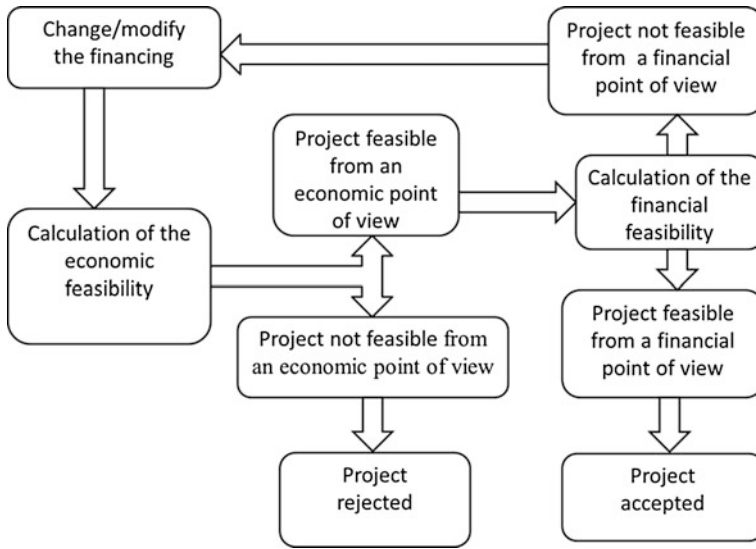 Change/modify
the financing
Project not feasible
from a financial
point of view
Project feasible
from an
economic point
of view
Calculation of the
financial
feasibility
Calculation of the
economic
feasibility
Project not feasible from
an economic point of view
Project feasible
from a financial
point of view
Project
rejected
Project
accepted